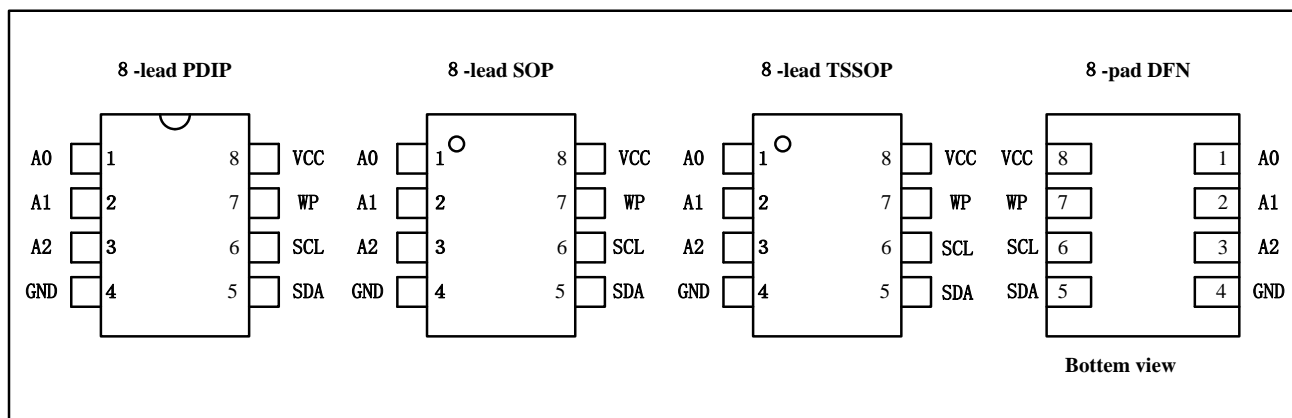 8 -lead PDIP 8 -lead SOP 8 -lead TSSOP 8 -pad DFN
A0 1 8 VCC A0 1 8 VCC A0 1 8 VCC VCC 8 1 A0
A1 2 7 WP A1 2 7 WP A1 2 7 WP WP 7 2 A1
A2 3 6 SCL A2 3 6 SCL A2 3 6 SCL SCL 6 3 A2
GND 4 5 SDA GND 4 5 SDA GND 4 5 SDA SDA 5 4 GND
Bottem view